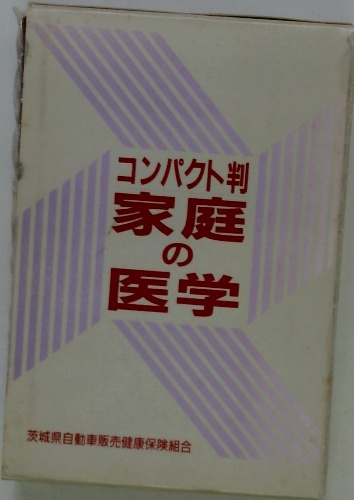 コンパクト判
家庭
の
医学
茨城県自動車販売健康保険組合